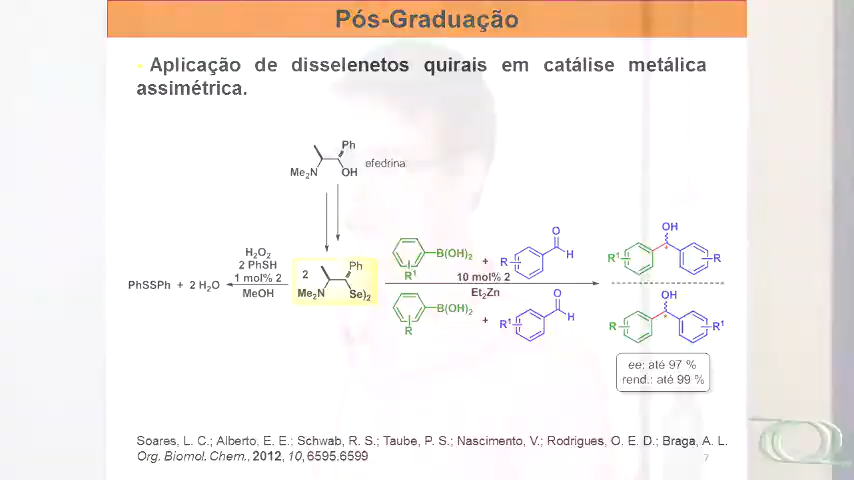 Pós-Graduação
- Aplicação de disselenetos quirais em catálise metálica
assimétrica.
Ph
Me2N
OH
efedrina
H2O2
2 PhSH
1 mol% 2
MeOH
PhSSPh + 2 H2O
2
Ph
Me2N
Se)2
B(OH)2
R1
+
R
O
H
10 mol% 2
Et2Zn
B(OH)2
R
+
R1
O
H
OH
R1
*
R
OH
R
*
R1
ee: até 97 %
rend.: até 99 %
Soares, L. C.; Alberto, E. E.; Schwab, R. S.; Taube, P. S.; Nascimento, V.; Rodrigues, O. E. D.; Braga, A. L.
Org. Biomol. Chem., 2012, 10, 6595.6599
7